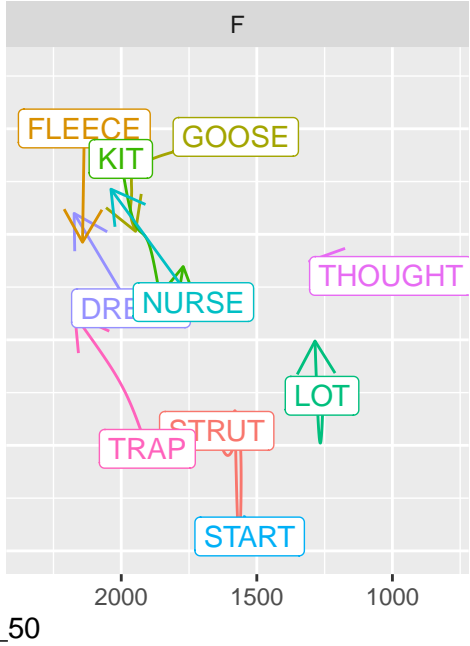 F
FLEECE
GOOSE
KIT
THOUGHT
NURSE
LOT
STRUT
TRAP
START
2000 1500 1000
_50